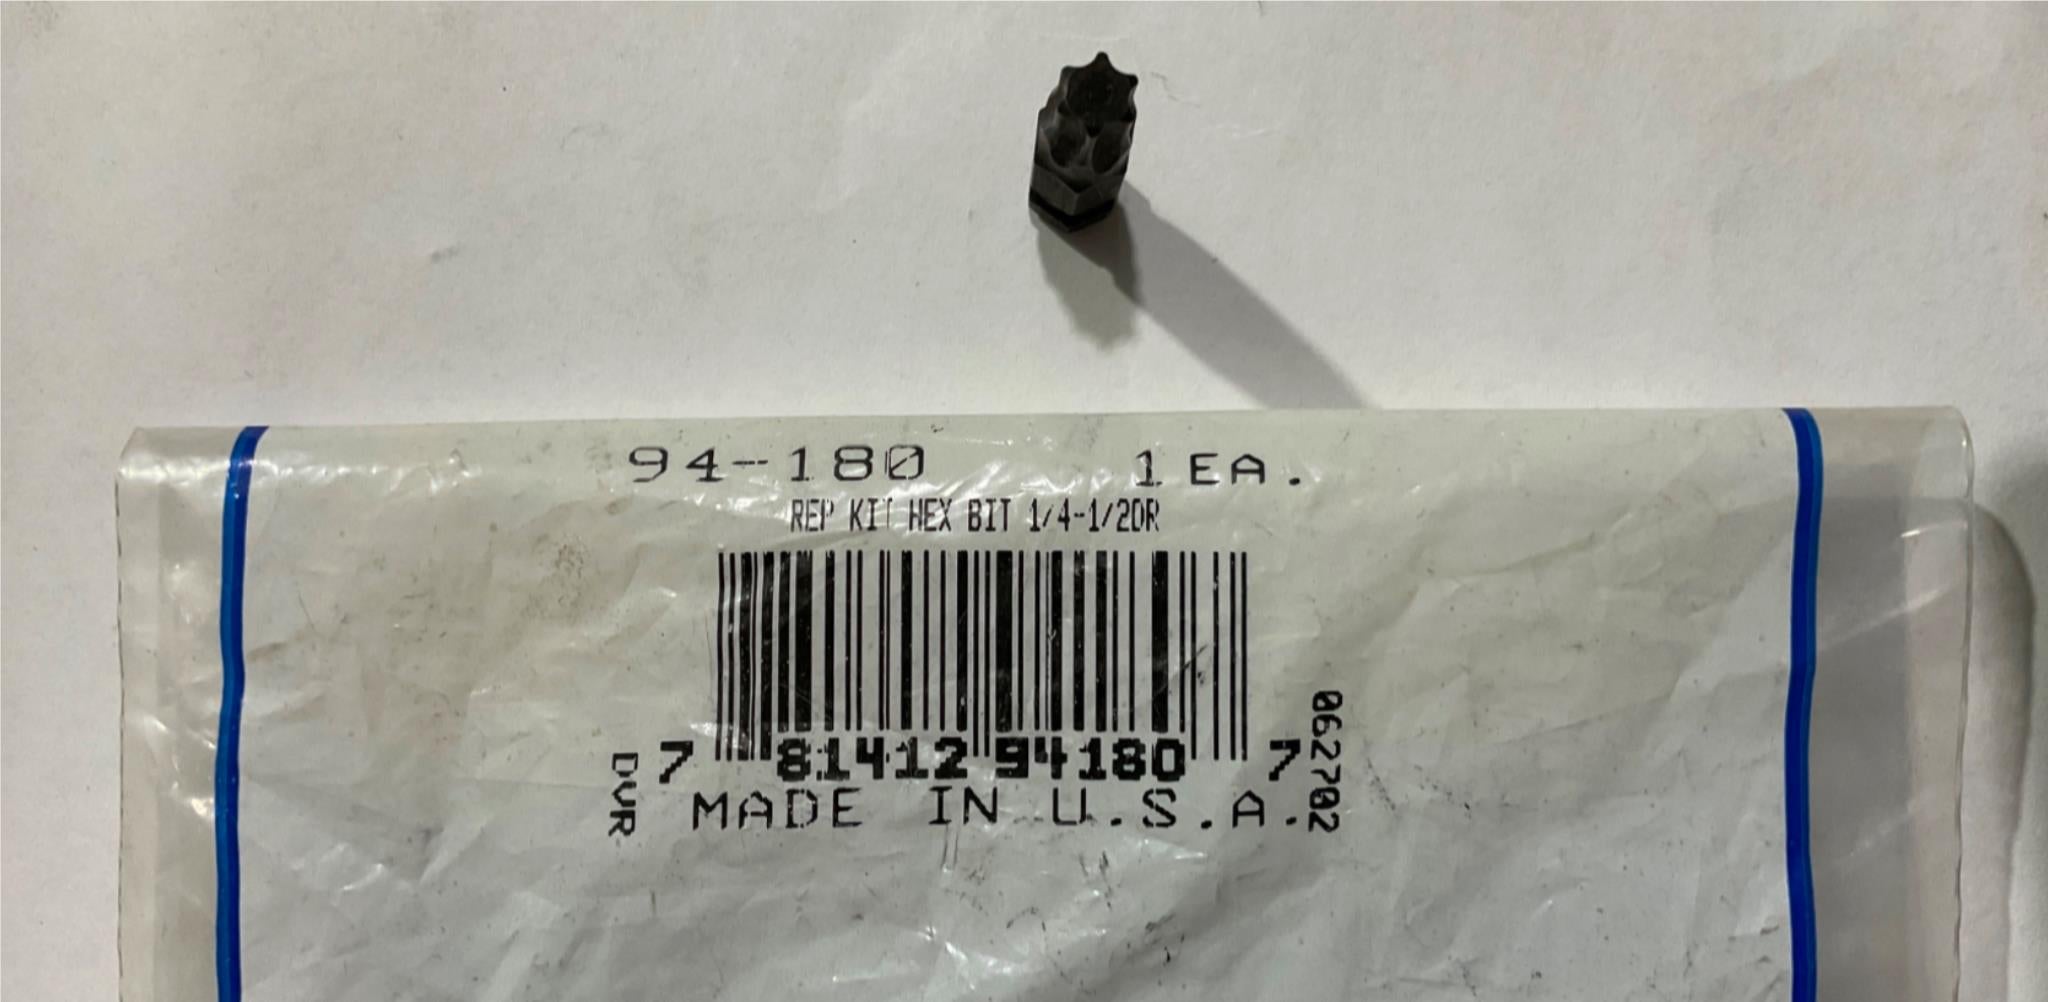 94-180 1 EA.
REP KIT HEX BIT 1/4-1/2DR
7 81412 94180 7
DVR
062702
MADE IN U.S.A.